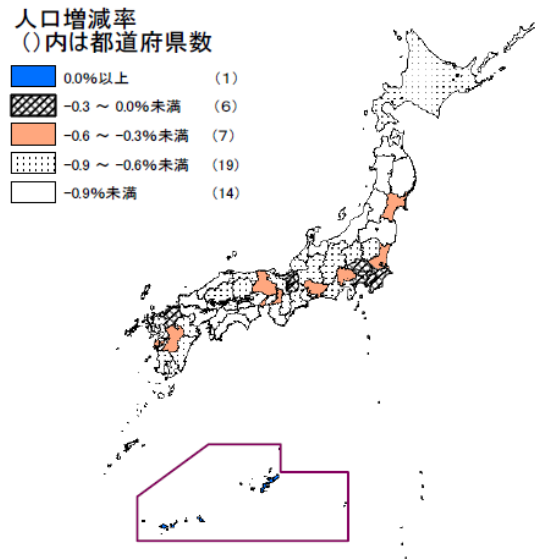 人口増減率
()内は都道府県数
0.0%以上 (1)
-0.3 ～ 0.0%未満 (6)
-0.6 ～ -0.3%未満 (7)
-0.9 ～ -0.6%未満 (19)
-0.9%未満 (14)